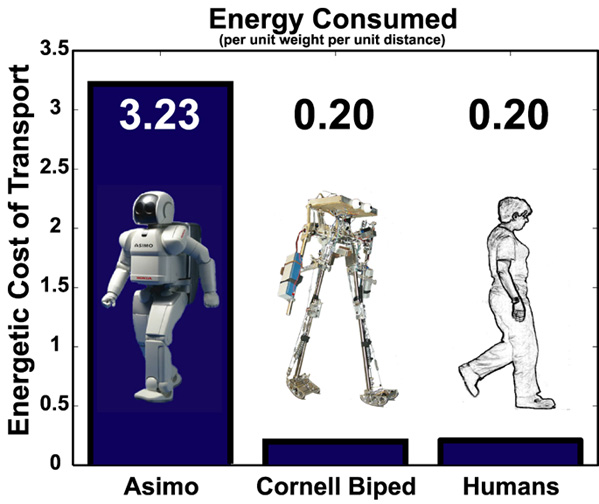 Energy Consumed
(per unit weight per unit distance)
Energetic Cost of Transport
3.5
3
2.5
2
1.5
1
0.5
0
3.23
0.20
0.20
ASIMO
HONDA
Asimo
Cornell Biped
Humans